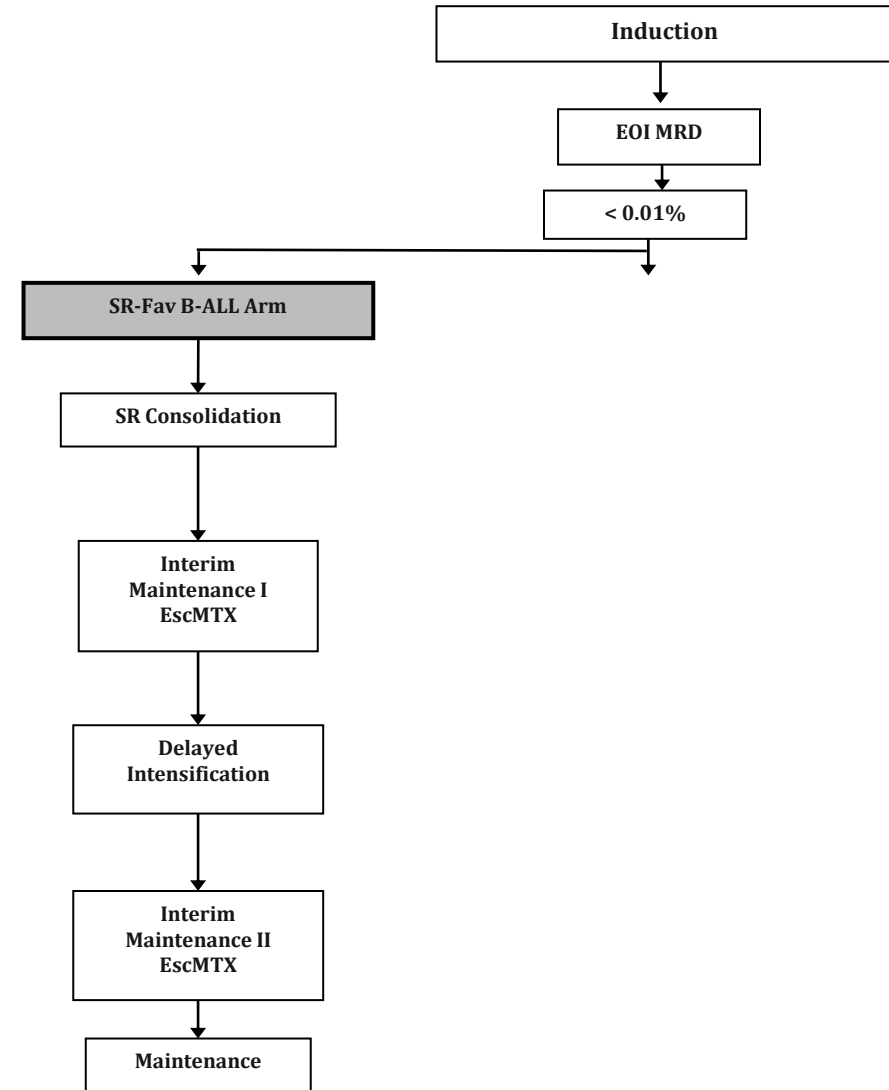 Induction
EOI MRD
< 0.01%
SR-Fav B-ALL Arm
SR Consolidation
Interim
Maintenance I
EscMTX
Delayed
Intensification
Interim
Maintenance II
EscMTX
Maintenance